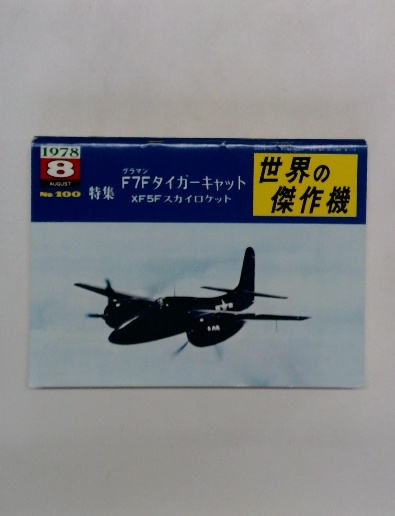 1978
8
AUGUST
No 100
特集
グラマン
F7Fタイガーキャット
XF5Fスカイロケット
世界の
傑作機